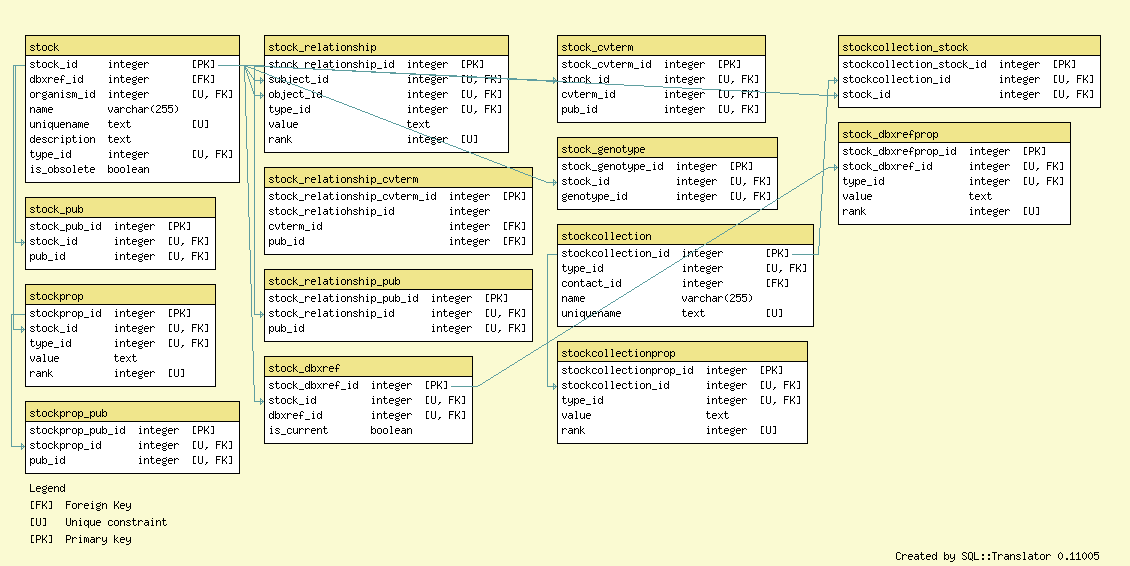 stock
stock_id integer [PK]
dbxref_id integer [FK]
organism_id integer [U, FK]
name varchar(255)
uniquename text [U]
description text
type_id integer [U, FK]
is_obsolete boolean
stock_pub
stock_pub_id integer [PK]
stock_id integer [U, FK]
pub_id integer [U, FK]
stockprop
stockprop_id integer [PK]
stock_id integer [U, FK]
type_id integer [U, FK]
value text
rank integer [U]
stockprop_pub
stockprop_pub_id integer [PK]
stockprop_id integer [U, FK]
pub_id integer [U, FK]
stock_relationship
stock_relationship_id integer [PK]
subject_id integer [U, FK]
object_id integer [U, FK]
type_id integer [U, FK]
value text
rank integer [U]
stock_relationship_cvterm
stock_relationship_cvterm_id integer [PK]
stock_relationship_id integer
cvterm_id integer [FK]
pub_id integer [FK]
stock_relationship_pub
stock_relationship_pub_id integer [PK]
stock_relationship_id integer [U, FK]
pub_id integer [U, FK]
stock_dbxref
stock_dbxref_id integer [PK]
stock_id integer [U, FK]
dbxref_id integer [U, FK]
is_current boolean
stock_cvterm
stock_cvterm_id integer [PK]
stock_id integer [U, FK]
cvterm_id integer [U, FK]
pub_id integer [U, FK]
stock_genotype
stock_genotype_id integer [PK]
stock_id integer [U, FK]
genotype_id integer [U, FK]
stockcollection
stockcollection_id integer [PK]
type_id integer [U, FK]
contact_id integer [FK]
name varchar(255)
uniquename text [U]
stockcollectionprop
stockcollectionprop_id integer [PK]
stockcollection_id integer [U, FK]
type_id integer [U, FK]
value text
rank integer [U]
stockcollection_stock
stockcollection_stock_id integer [PK]
stockcollection_id integer [U, FK]
stock_id integer [U, FK]
stock_dbxrefprop
stock_dbxrefprop_id integer [PK]
stock_dbxref_id integer [U, FK]
type_id integer [U, FK]
value text
rank integer [U]
Legend
[FK] Foreign Key
[U] Unique constraint
[PK] Primary key
Created by SQL::Translator 0.11005